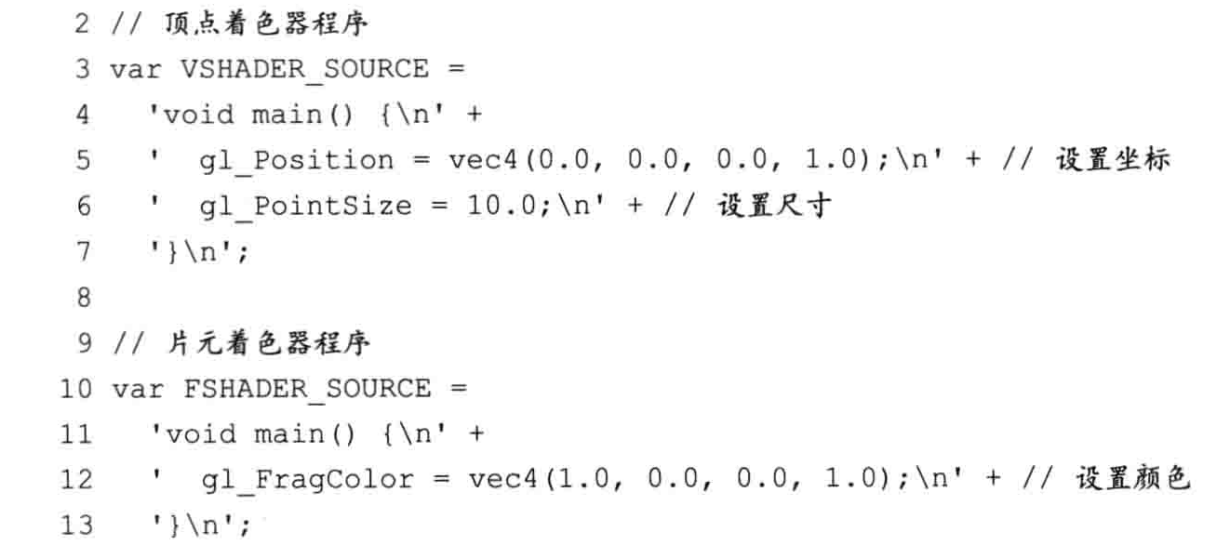 2 // 顶点着色器程序
3 var VSHADER_SOURCE =
4   'void main() {\n' +
5   '  gl_Position = vec4(0.0, 0.0, 0.0, 1.0);\n' + // 设置坐标
6   '  gl_PointSize = 10.0;\n' + // 设置尺寸
7   '}\n';
8
9 // 片元着色器程序
10 var FSHADER_SOURCE =
11   'void main() {\n' +
12   '  gl_FragColor = vec4(1.0, 0.0, 0.0, 1.0);\n' + // 设置颜色
13   '}\n';